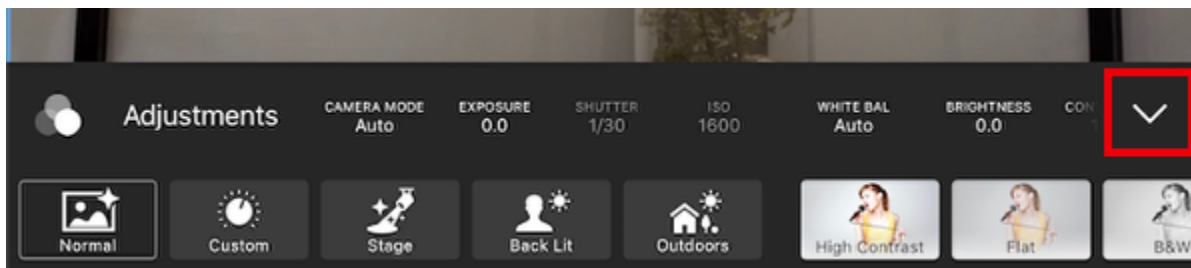 Adjustments
CAMERA MODE EXPOSURE SHUTTER ISO WHITE BAL BRIGHTNESS CON
Auto 0.0 1/30 1600 Auto 0.0
Normal Custom Stage Back Lit Outdoors High Contrast Flat B&W